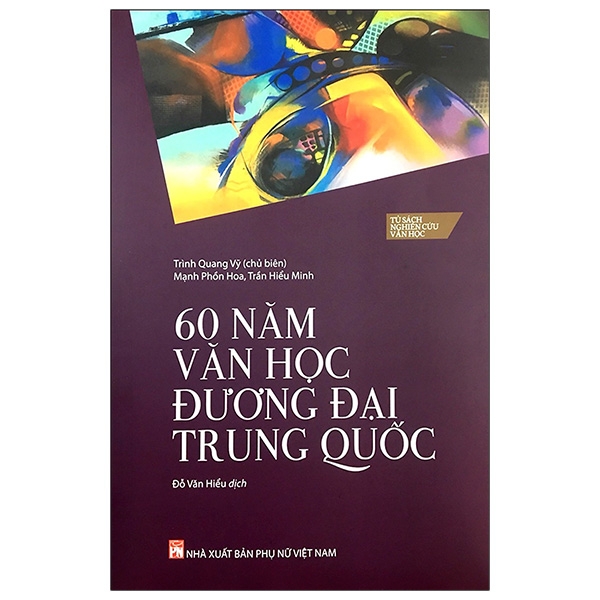 TỦ SÁCH
NGHIÊN CỨU
VĂN HỌC
Trình Quang Vỹ (chủ biên)
Mạnh Phồn Hoa, Trần Hiểu Minh
60 NĂM
VĂN HỌC
ĐƯƠNG ĐẠI
TRUNG QUỐC
Đỗ Văn Hiểu dịch
PN NHÀ XUẤT BẢN PHỤ NỮ VIỆT NAM